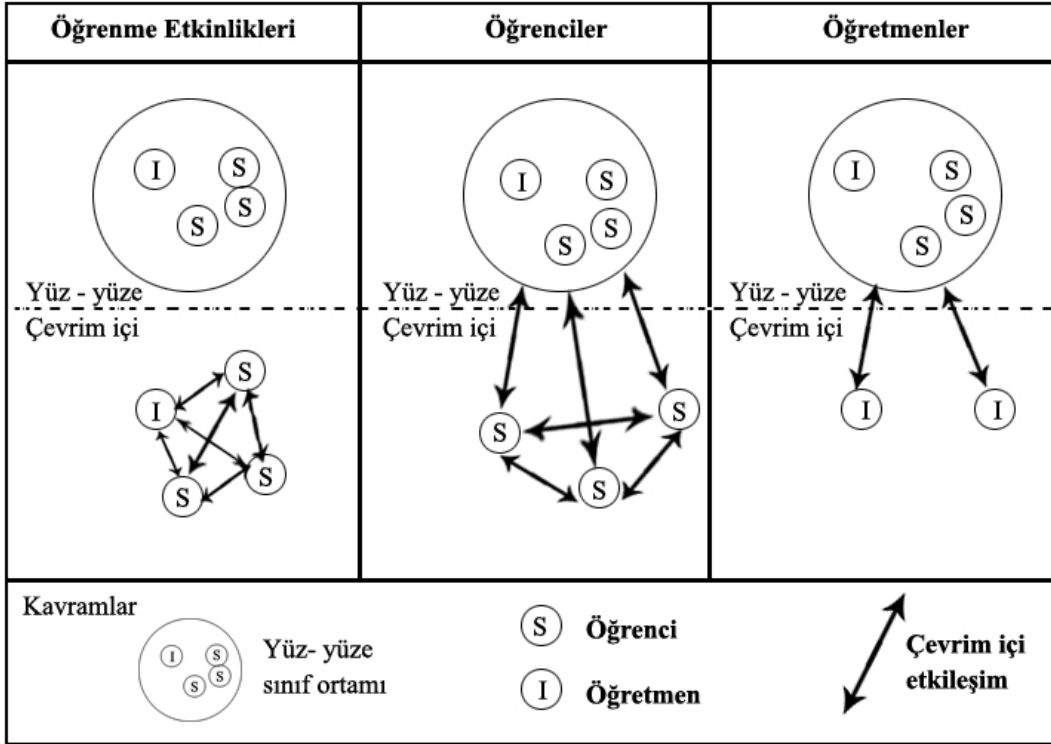 Öğrenme Etkinlikleri
Öğrenciler
Öğretmenler
I
S
S
S
I
S
S
S
I
S
S
S
Yüz - yüze
Çevrim içi
Yüz - yüze
Çevrim içi
Yüz - yüze
Çevrim içi
S
I
S
S
S
S
S
I
I
Kavramlar
I
S
S
S
Yüz- yüze
sınıf ortamı
S
Öğrenci
I
Öğretmen
Çevrim içi
etkileşim